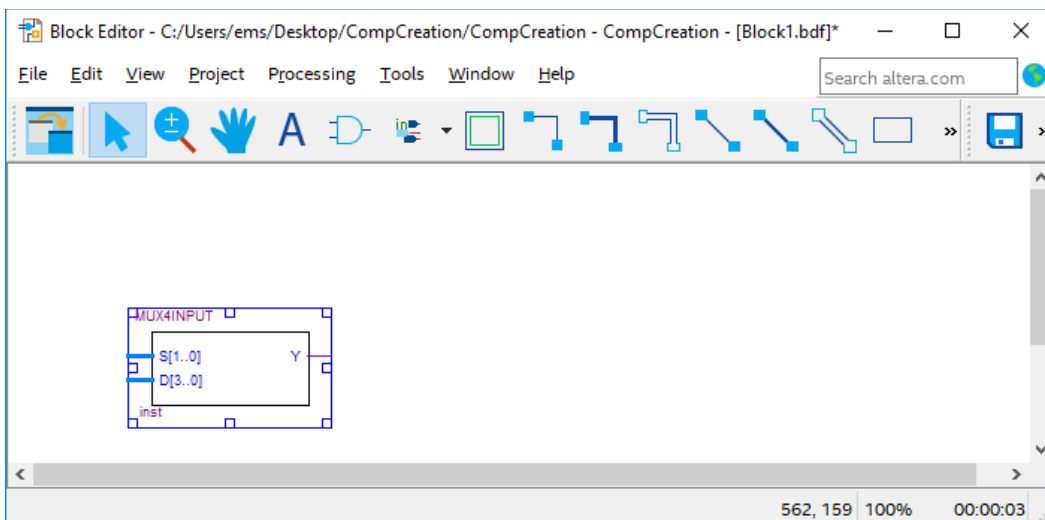 Block Editor - C:/Users/ems/Desktop/CompCreation/CompCreation - CompCreation - [Block1.bdf]*
File Edit View Project Processing Tools Window Help Search altera.com
A in »
MUX4INPUT
S[1..0] Y
D[3..0]
inst
562, 159 100% 00:00:03